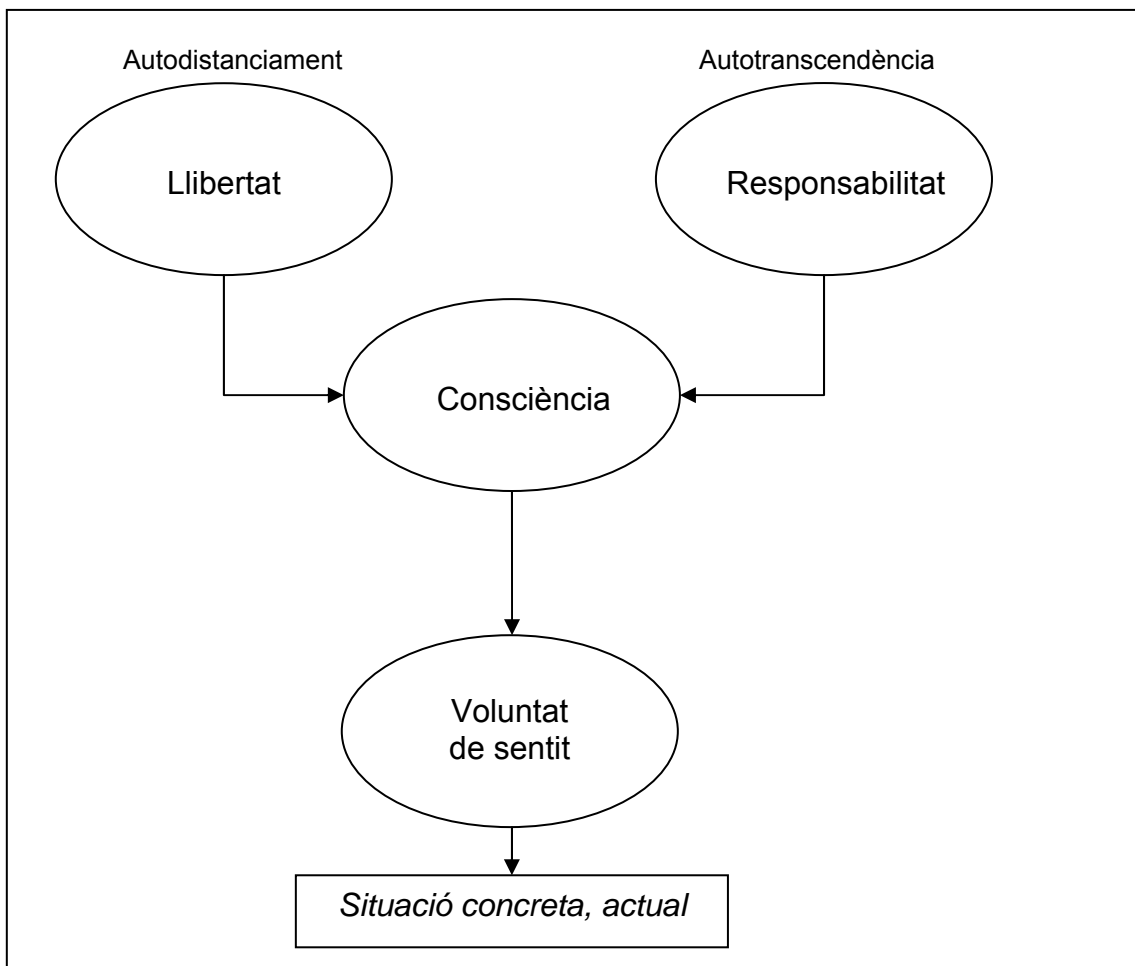 Autodistanciament
Autotranscendència
Llibertat
Responsabilitat
Consciència
Voluntat
de sentit
Situació concreta, actual